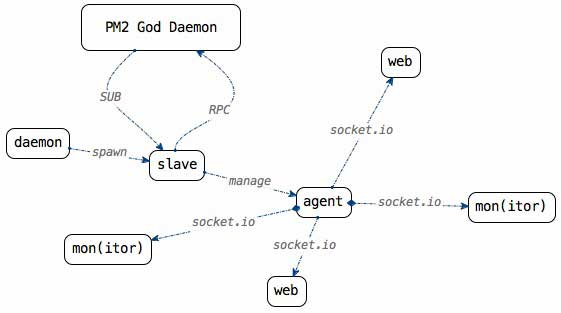 PM2 God Daemon
web
SUB
RPC
socket.io
daemon
spawn
slave
manage
agent
socket.io
mon(itor)
socket.io
mon(itor)
socket.io
web